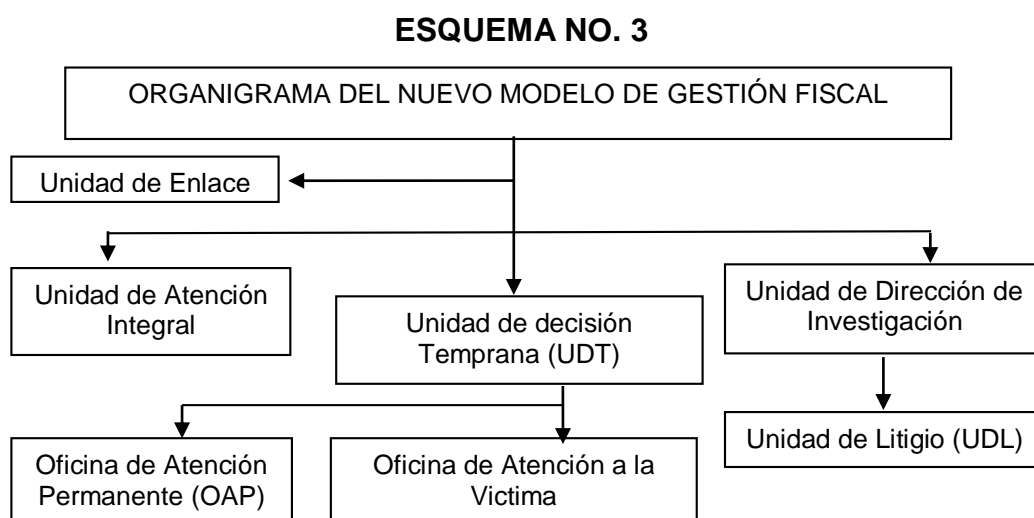 ESQUEMA NO. 3
ORGANIGRAMA DEL NUEVO MODELO DE GESTIÓN FISCAL
Unidad de Enlace
Unidad de Atención
Integral
Unidad de decisión
Temprana (UDT)
Unidad de Dirección de
Investigación
Oficina de Atención
Permanente (OAP)
Oficina de Atención a la
Victima
Unidad de Litigio (UDL)